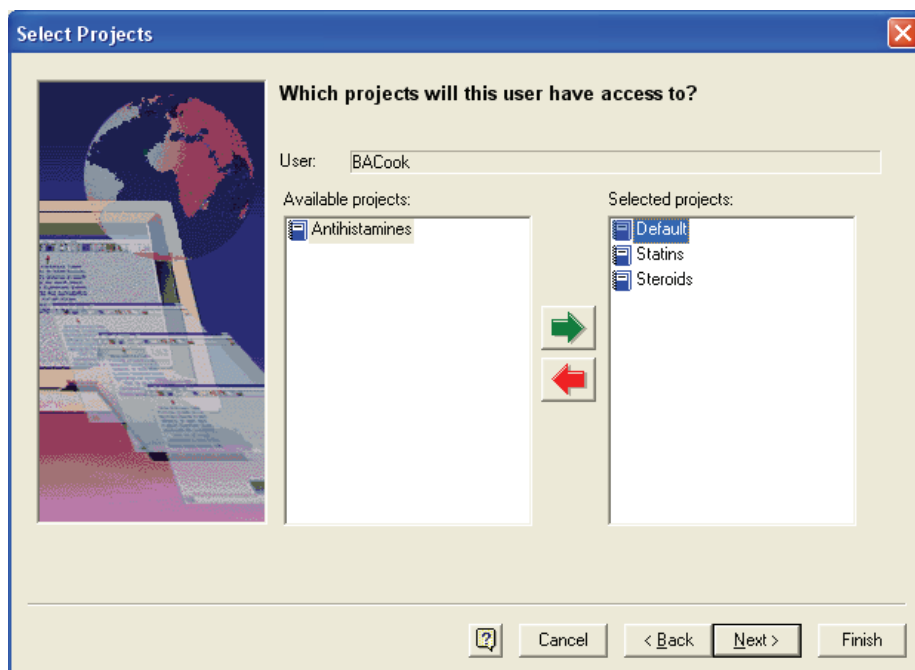 Select Projects
Which projects will this user have access to?
User: BACook
Available projects:
Antihistamines
Selected projects:
Default
Statins
Steroids
?
Cancel
< Back
Next >
Finish